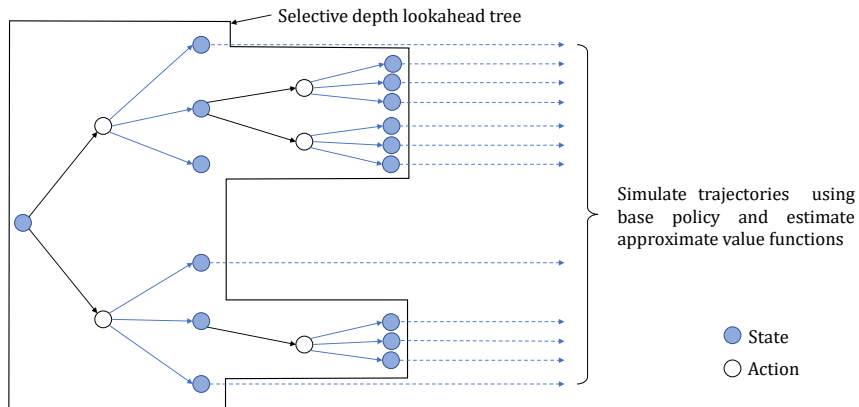 Selective depth lookahead tree
Simulate trajectories using
base policy and estimate
approximate value functions
State
Action